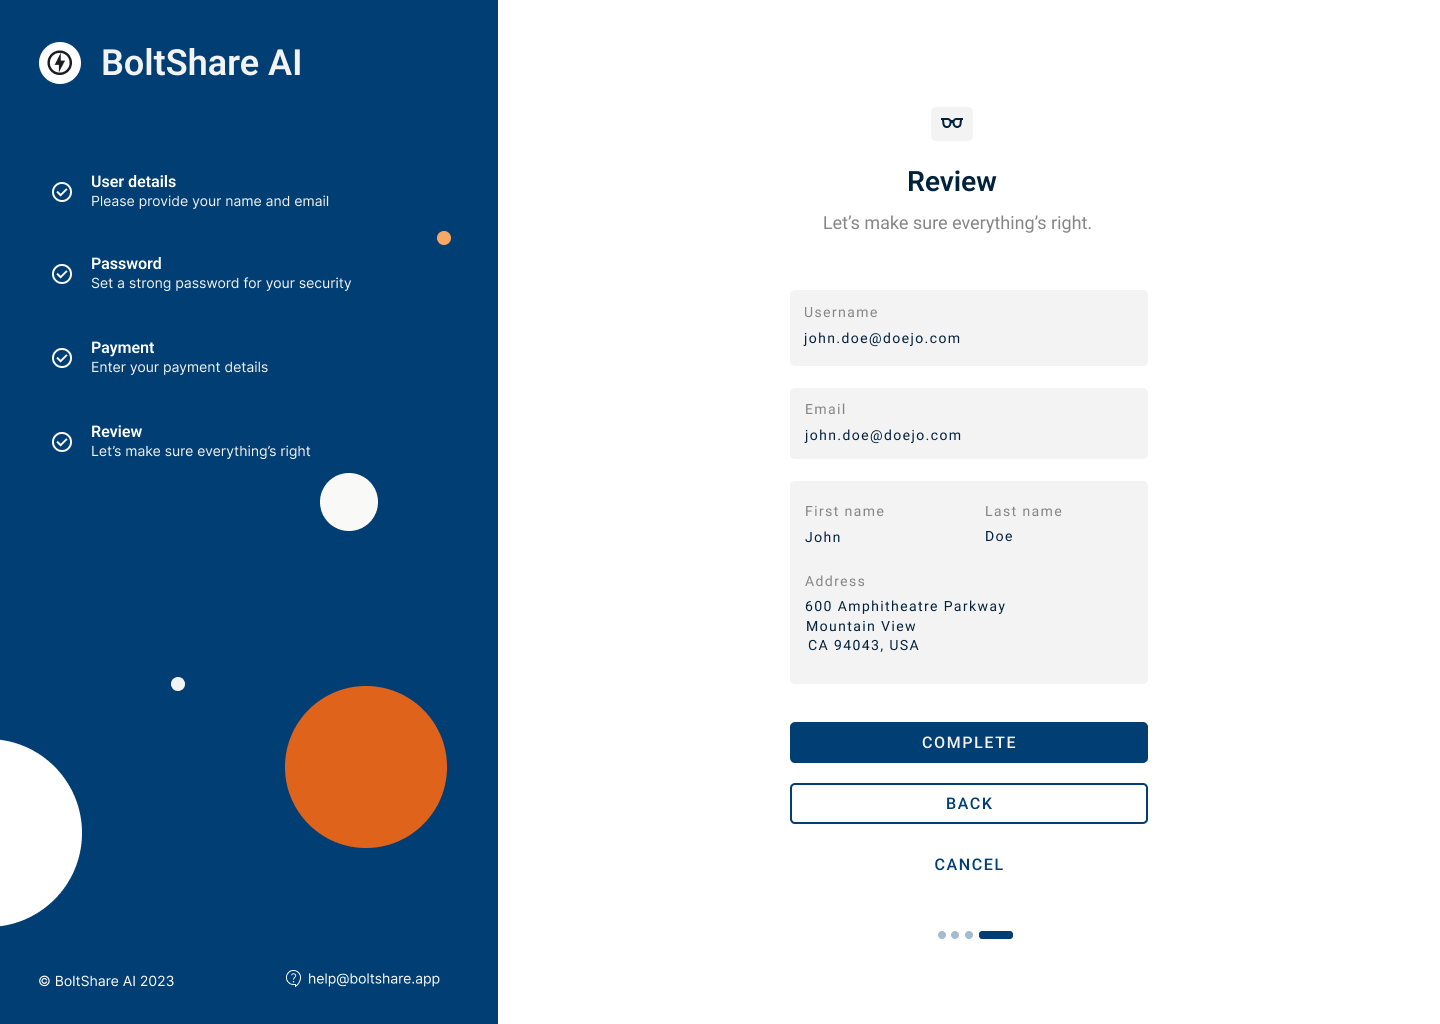 BoltShare AI
User details
Please provide your name and email
Password
Set a strong password for your security
Payment
Enter your payment details
Review
Let’s make sure everything’s right
© BoltShare AI 2023
help@boltshare.app
Review
Let’s make sure everything’s right.
Username
john.doe@doejo.com
Email
john.doe@doejo.com
First name
John
Last name
Doe
Address
600 Amphitheatre Parkway
Mountain View
CA 94043, USA
COMPLETE
BACK
CANCEL